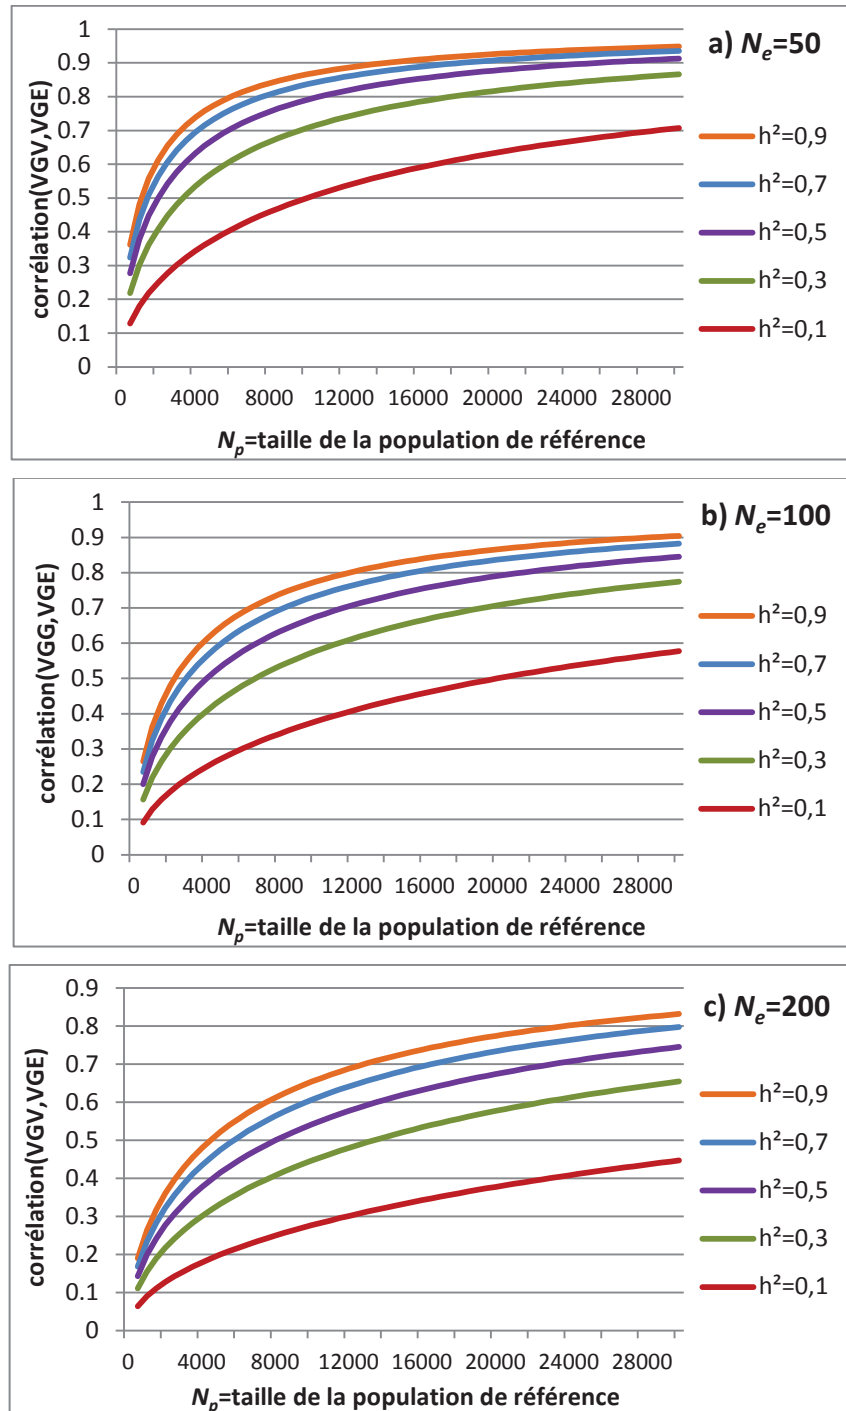 a) Nₑ=50
corrélation(VGV,VGE)
1
0.9
0.8
0.7
0.6
0.5
0.4
0.3
0.2
0.1
0
0 4000 8000 12000 16000 20000 24000 28000
Nₚ=taille de la population de référence
h²=0,9
h²=0,7
h²=0,5
h²=0,3
h²=0,1
b) Nₑ=100
corrélation(VGG,VGE)
1
0.9
0.8
0.7
0.6
0.5
0.4
0.3
0.2
0.1
0
0 4000 8000 12000 16000 20000 24000 28000
Nₚ=taille de la population de référence
h²=0,9
h²=0,7
h²=0,5
h²=0,3
h²=0,1
c) Nₑ=200
corrélation(VGV,VGE)
0.9
0.8
0.7
0.6
0.5
0.4
0.3
0.2
0.1
0
0 4000 8000 12000 16000 20000 24000 28000
Nₚ=taille de la population de référence
h²=0,9
h²=0,7
h²=0,5
h²=0,3
h²=0,1